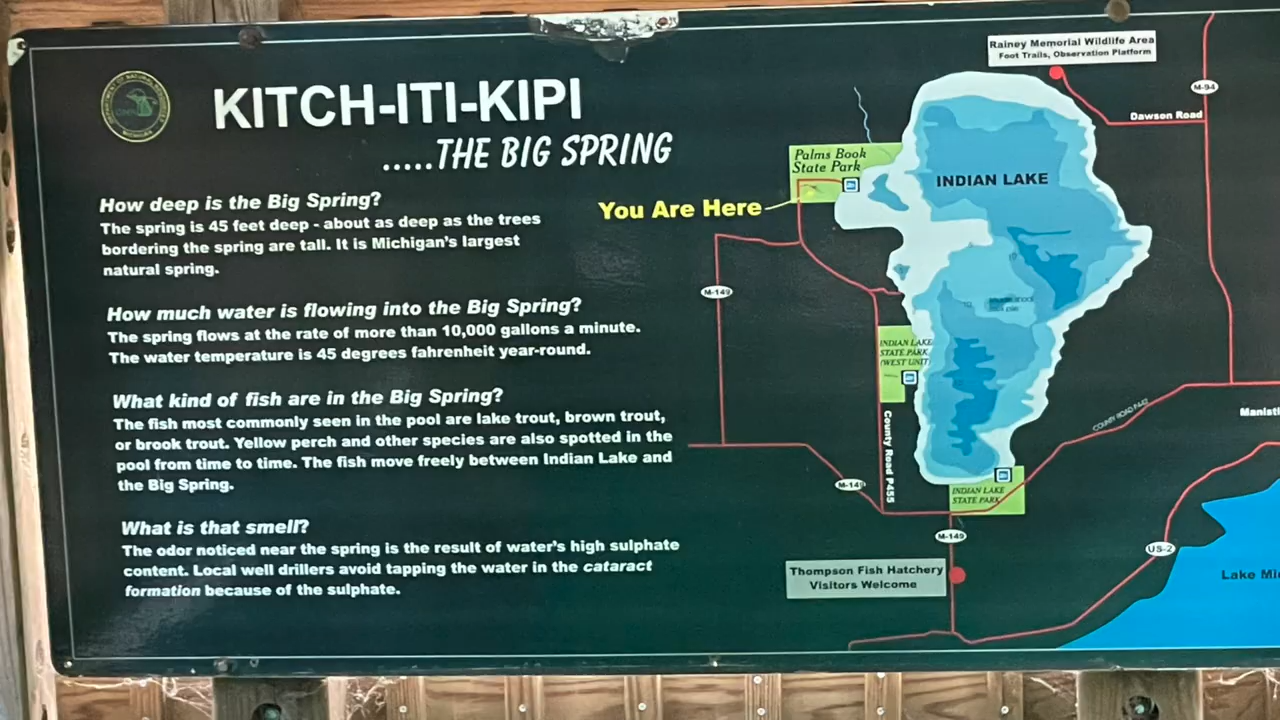 KITCH-ITI-KIPI
.....THE BIG SPRING
How deep is the Big Spring?
The spring is 45 feet deep - about as deep as the trees
bordering the spring are tall. It is Michigan's largest
natural spring.
How much water is flowing into the Big Spring?
The spring flows at the rate of more than 10,000 gallons a minute.
The water temperature is 45 degrees fahrenheit year-round.
What kind of fish are in the Big Spring?
The fish most commonly seen in the pool are lake trout, brown trout,
or brook trout. Yellow perch and other species are also spotted in the
pool from time to time. The fish move freely between Indian Lake and
the Big Spring.
What is that smell?
The odor noticed near the spring is the result of water's high sulphate
content. Local well drillers avoid tapping the water in the cataract
formation because of the sulphate.
Rainey Memorial Wildlife Area
Foot Trails, Observation Platform
M-94
Dawson Road
Palms Book
State Park
INDIAN LAKE
You Are Here
M-149
INDIAN LAKE
STATE PARK
(WEST UNIT)
County Road P455
COUNTY ROAD P442
Manisti
M-149
INDIAN LAKE
STATE PARK
M-149
US-2
Thompson Fish Hatchery
Visitors Welcome
Lake Mi